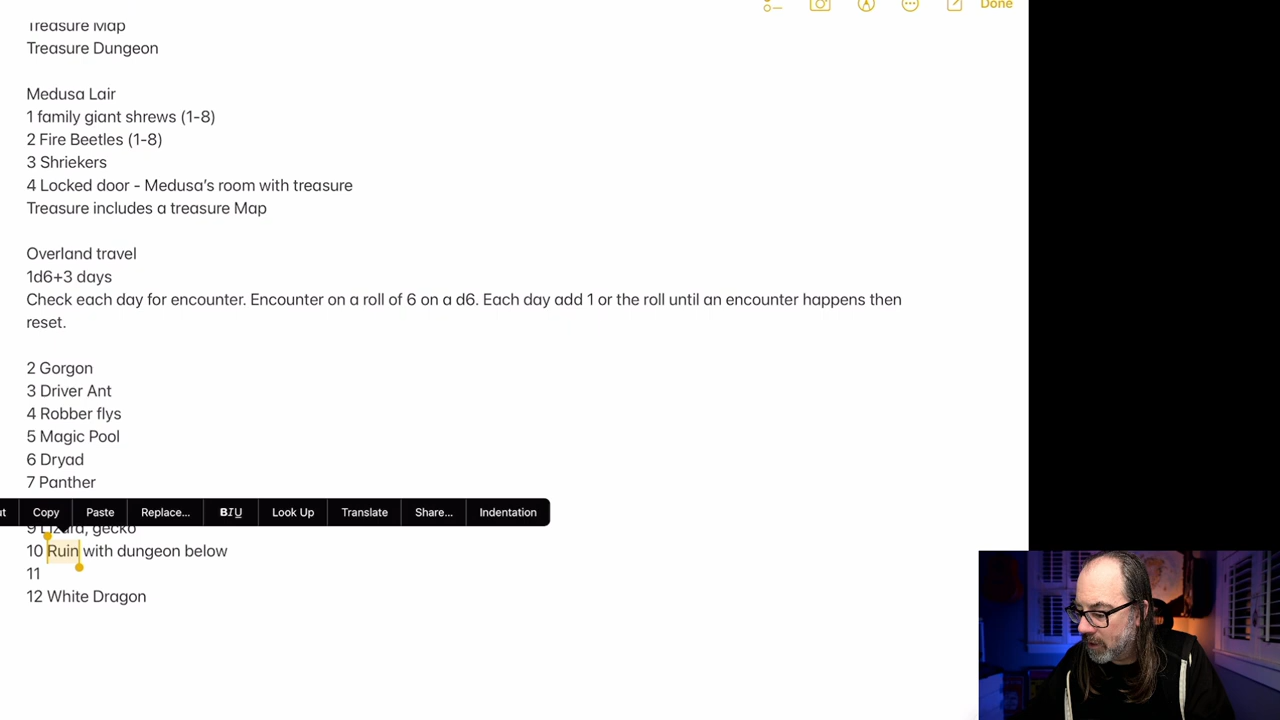 Done
Treasure Map
Treasure Dungeon
Medusa Lair
1 family giant shrews (1-8)
2 Fire Beetles (1-8)
3 Shriekers
4 Locked door - Medusa's room with treasure
Treasure includes a treasure Map
Overland travel
1d6+3 days
Check each day for encounter. Encounter on a roll of 6 on a d6. Each day add 1 or the roll until an encounter happens then
reset.
2 Gorgon
3 Driver Ant
4 Robber flys
5 Magic Pool
6 Dryad
7 Panther
Copy Paste Replace... BIU Look Up Translate Share... Indentation
9 Lizard, gecko
10 Ruin with dungeon below
11
12 White Dragon